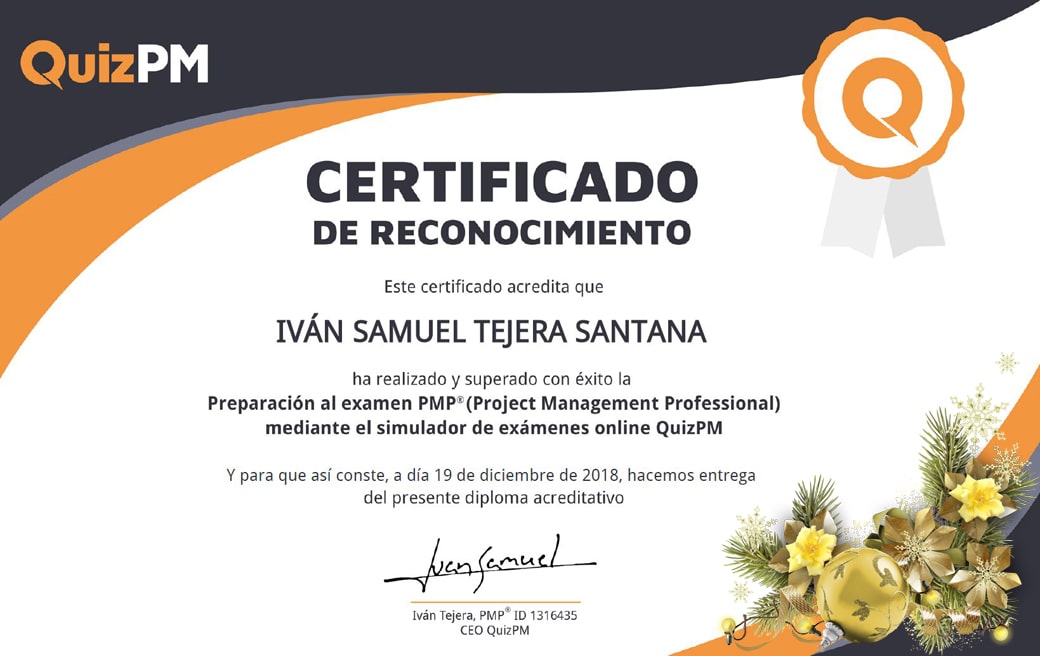 QuizPM
CERTIFICADO
DE RECONOCIMIENTO
Este certificado acredita que
IVÁN SAMUEL TEJERA SANTANA
ha realizado y superado con éxito la
Preparación al examen PMP® (Project Management Professional)
mediante el simulador de exámenes online QuizPM
Y para que así conste, a día 19 de diciembre de 2018, hacemos entrega
del presente diploma acreditativo
Ivan Samuel
Iván Tejera, PMP® ID 1316435
CEO QuizPM